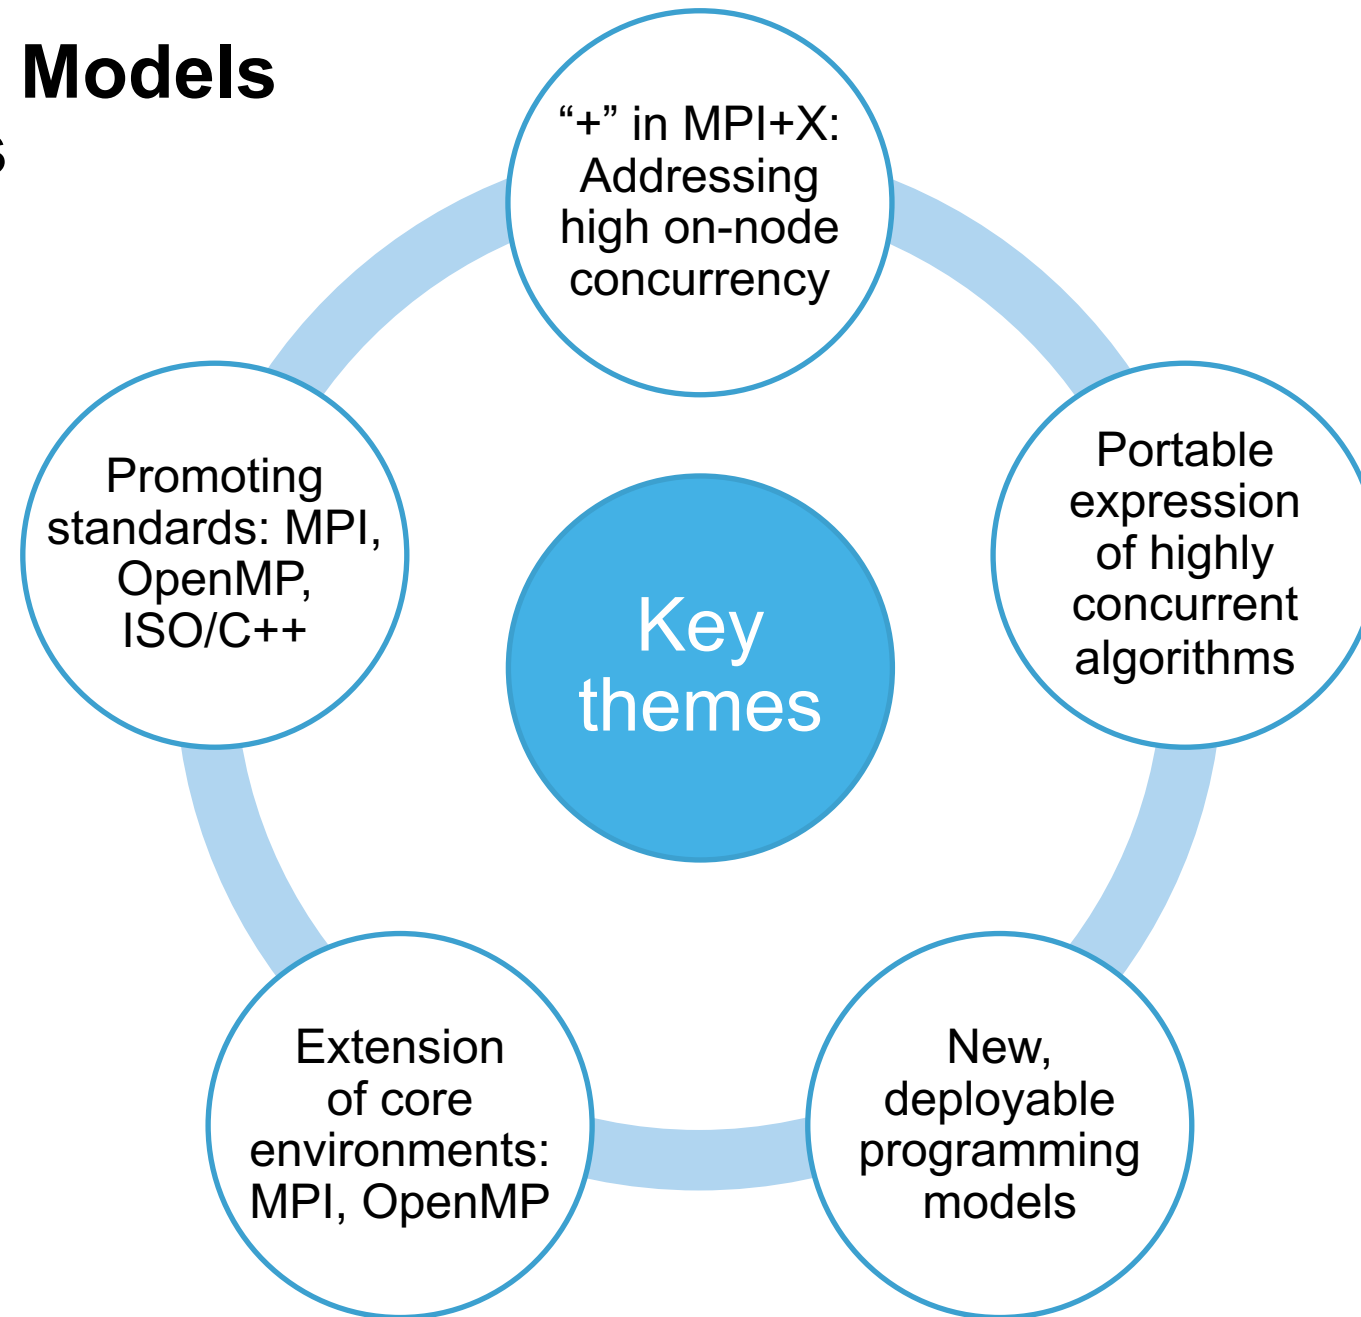 Models
s
“+” in MPI+X:
Addressing
high on-node
concurrency
Portable
expression
of highly
concurrent
algorithms
Promoting
standards: MPI,
OpenMP,
ISO/C++
Key
themes
Extension
of core
environments:
MPI, OpenMP
New,
deployable
programming
models